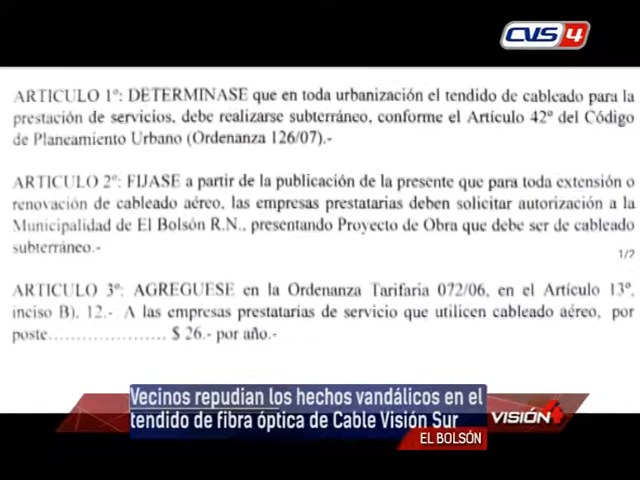 CVS 4
ARTICULO 1º: DETERMINASE que en toda urbanización el tendido de cableado para la
prestación de servicios, debe realizarse subterráneo, conforme el Artículo 42º del Código
de Planeamiento Urbano (Ordenanza 126/07).-
ARTICULO 2º: FIJASE a partir de la publicación de la presente que para toda extensión o
renovación de cableado aéreo, las empresas prestatarias deben solicitar autorización a la
Municipalidad de El Bolsón R.N., presentando Proyecto de Obra que debe ser de cableado
subterráneo.-
1/2
ARTICULO 3º: AGREGUESE en la Ordenanza Tarifaria 072/06, en el Artículo 13º,
inciso B). 12.- A las empresas prestatarias de servicio que utilicen cableado aéreo, por
poste...................... $ 26.- por año.-
Vecinos repudian los hechos vandálicos en el
tendido de fibra óptica de Cable Visión Sur
VISIÓN 4
EL BOLSÓN